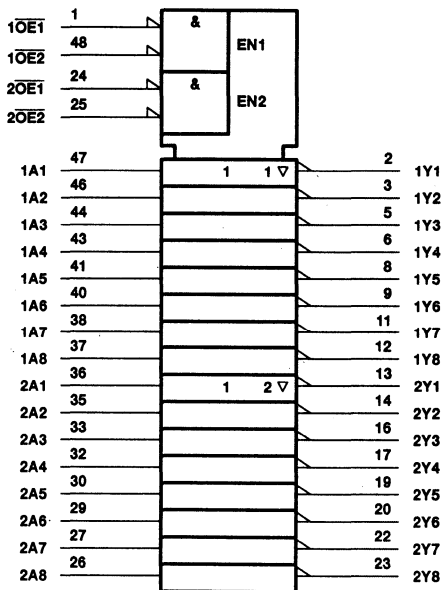 1OE1 1 & EN1
1OE2 48
2OE1 24 & EN2
2OE2 25
1A1 47 1 1 ▽ 2 1Y1
1A2 46 3 1Y2
1A3 44 5 1Y3
1A4 43 6 1Y4
1A5 41 8 1Y5
1A6 40 9 1Y6
1A7 38 11 1Y7
1A8 37 12 1Y8
2A1 36 1 2 ▽ 13 2Y1
2A2 35 14 2Y2
2A3 33 16 2Y3
2A4 32 17 2Y4
2A5 30 19 2Y5
2A6 29 20 2Y6
2A7 27 22 2Y7
2A8 26 23 2Y8